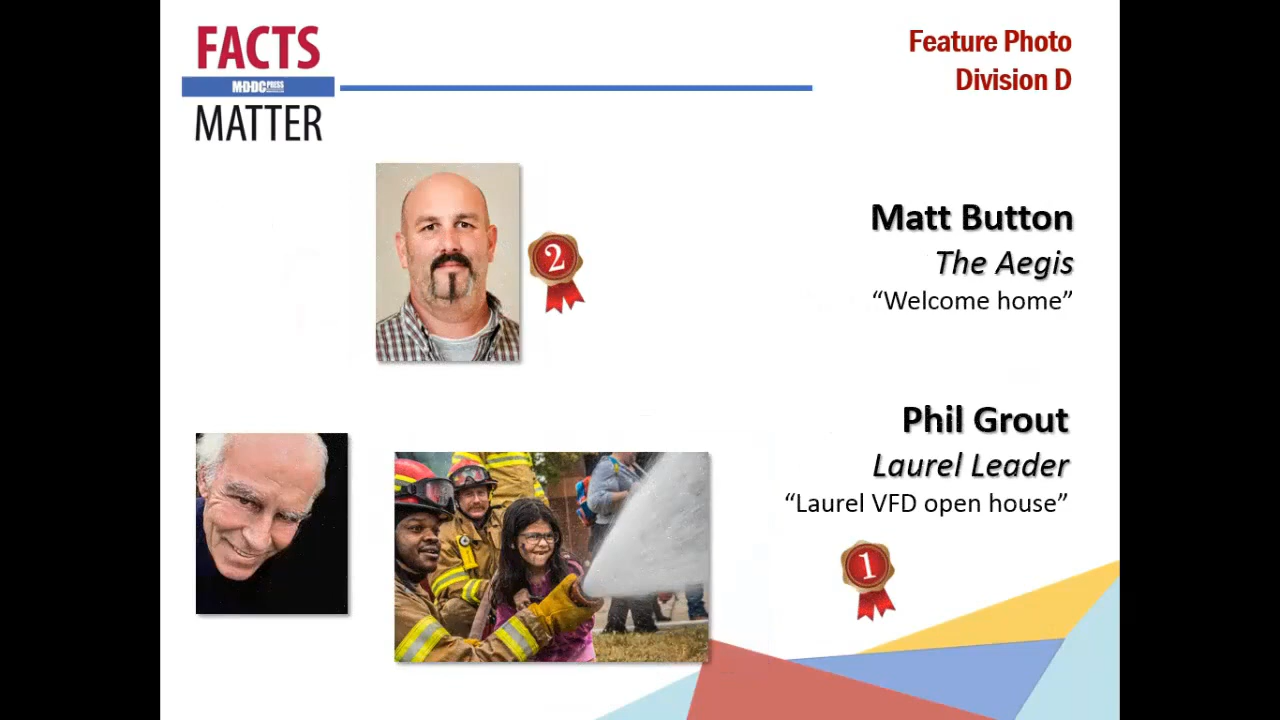 FACTS
MDDC PRESS
MATTER
Feature Photo
Division D
2
Matt Button
The Aegis
“Welcome home”
Phil Grout
Laurel Leader
“Laurel VFD open house”
1